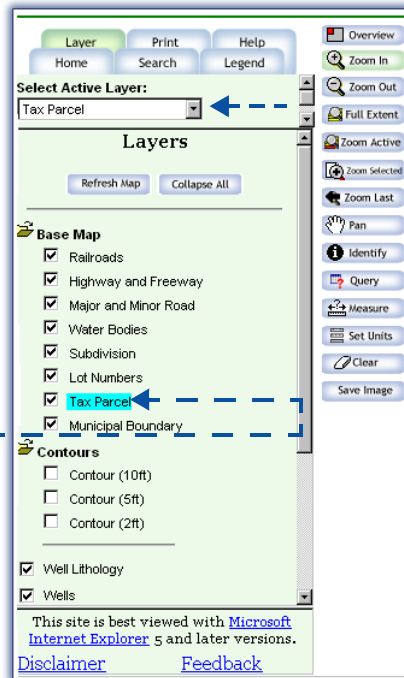 Layer Print Help
Home Search Legend
Select Active Layer:
Tax Parcel
Layers
Refresh Map Collapse All
Base Map
Railroads
Highway and Freeway
Major and Minor Road
Water Bodies
Subdivision
Lot Numbers
Tax Parcel
Municipal Boundary
Contours
Contour (10ft)
Contour (5ft)
Contour (2ft)
Well Lithology
Wells
This site is best viewed with Microsoft
Internet Explorer 5 and later versions.
Disclaimer Feedback
Overview
Zoom In
Zoom Out
Full Extent
Zoom Active
Zoom Selected
Zoom Last
Pan
Identify
Query
Measure
Set Units
Clear
Save Image